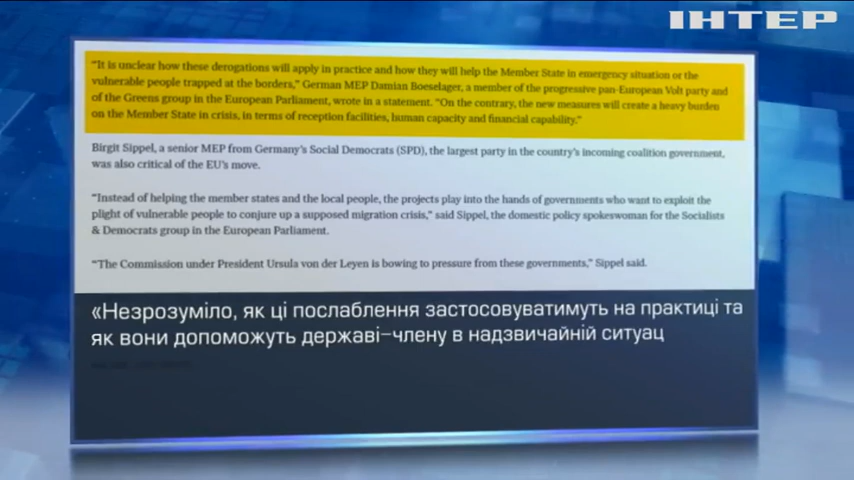 ІНТЕР
“It is unclear how these derogations will apply in practice and how they will help the Member State in emergency situation or the
vulnerable people trapped at the borders,” German MEP Damian Boeselager, a member of the progressive pan-European Volt party and
of the Greens group in the European Parliament, wrote in a statement. “On the contrary, the new measures will create a heavy burden
on the Member State in crisis, in terms of reception facilities, human capacity and financial capability.”
Birgit Sippel, a senior MEP from Germany’s Social Democrats (SPD), the largest party in the country’s incoming coalition government,
was also critical of the EU’s move.
“Instead of helping the member states and the local people, the projects play into the hands of governments who want to exploit the
plight of vulnerable people to conjure up a supposed migration crisis,” said Sippel, the domestic policy spokeswoman for the Socialists
& Democrats group in the European Parliament.
“The Commission under President Ursula von der Leyen is bowing to pressure from these governments,” Sippel said.
«Незрозуміло, як ці послаблення застосовуватимуть на практиці та
як вони допоможуть державі–члену в надзвичайній ситуац